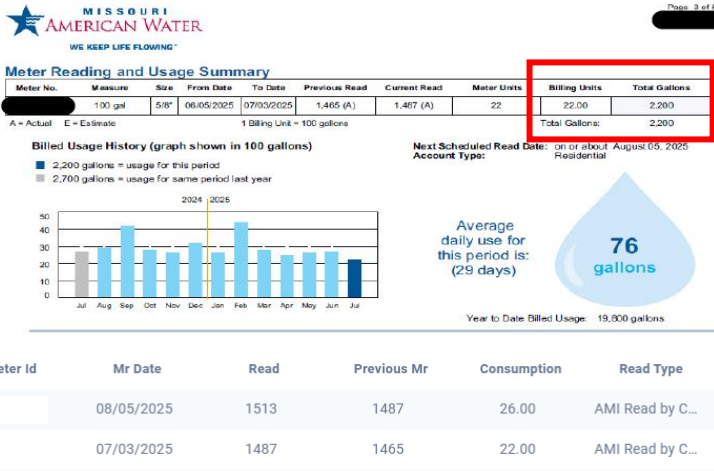 MISSOURI
AMERICAN WATER
WE KEEP LIFE FLOWING™
Page 3 of
Meter Reading and Usage Summary
Meter No. Measure Size From Date To Date Previous Read Current Read Meter Units Billing Units Total Gallons
100 gal 5/8" 06/05/2025 07/03/2025 1,465 (A) 1,487 (A) 22 22.00 2,200
A = Actual E = Estimate 1 Billing Unit = 100 gallons Total Gallons: 2,200
Billed Usage History (graph shown in 100 gallons)
2,200 gallons = usage for this period
2,700 gallons = usage for same period last year
2024 2025
50
40
30
20
10
0
Jul Aug Sep Oct Nov Dec Jan Feb Mar Apr May Jun Jul
Next Scheduled Read Date: on or about August 05, 2025
Account Type: Residential
Average
daily use for
this period is:
(29 days)
76
gallons
Year to Date Billed Usage: 19,800 gallons
eter Id Mr Date Read Previous Mr Consumption Read Type
08/05/2025 1513 1487 26.00 AMI Read by C...
07/03/2025 1487 1465 22.00 AMI Read by C...